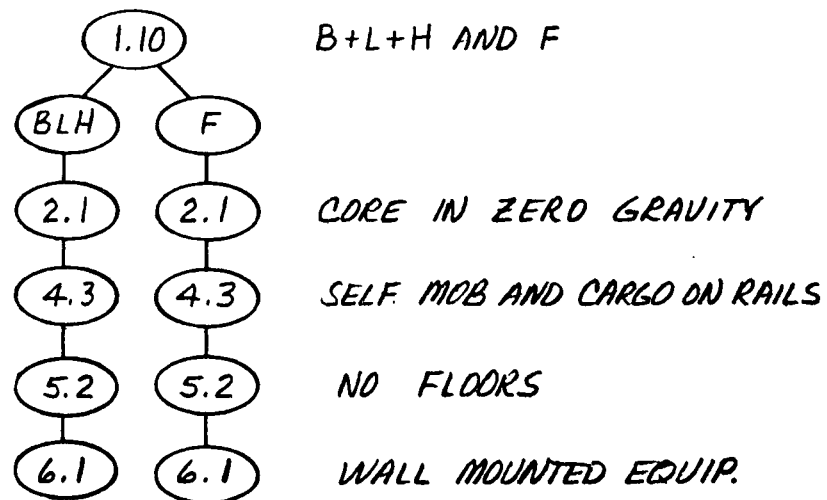 1.10 B+L+H AND F
BLH F
2.1 2.1 CORE IN ZERO GRAVITY
4.3 4.3 SELF. MOB AND CARGO ON RAILS
5.2 5.2 NO FLOORS
6.1 6.1 WALL MOUNTED EQUIP.